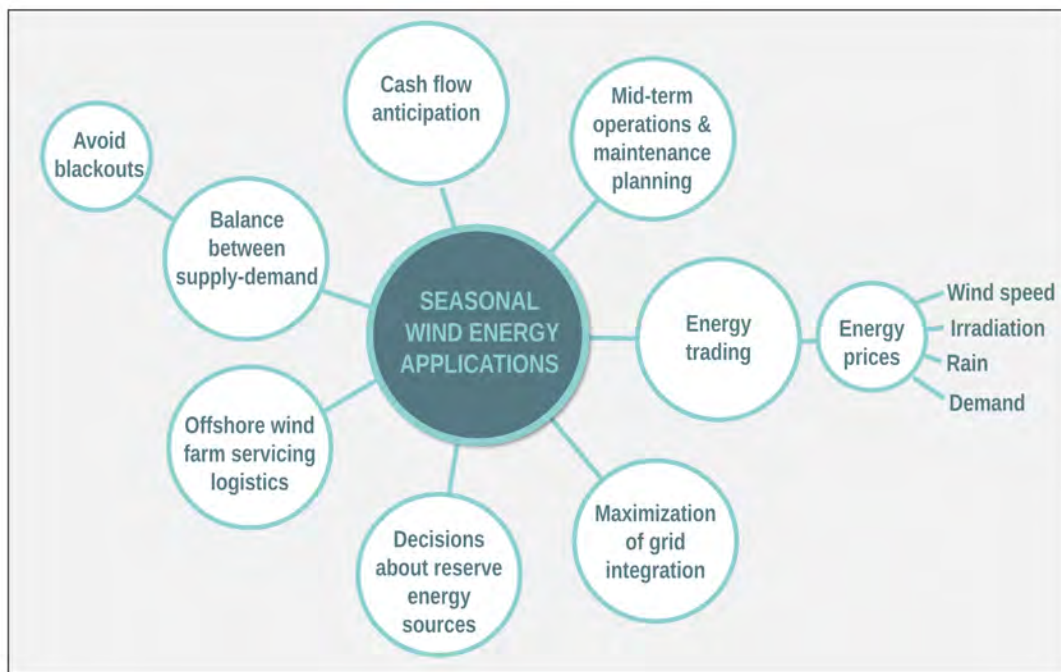 Cash flow
anticipation
Mid-term
operations &
maintenance
planning
Avoid
blackouts
Balance
between
supply-demand
SEASONAL
WIND ENERGY
APPLICATIONS
Energy
trading
Energy
prices
Wind speed
Irradiation
Rain
Demand
Offshore wind
farm servicing
logistics
Decisions
about reserve
energy
sources
Maximization
of grid
integration